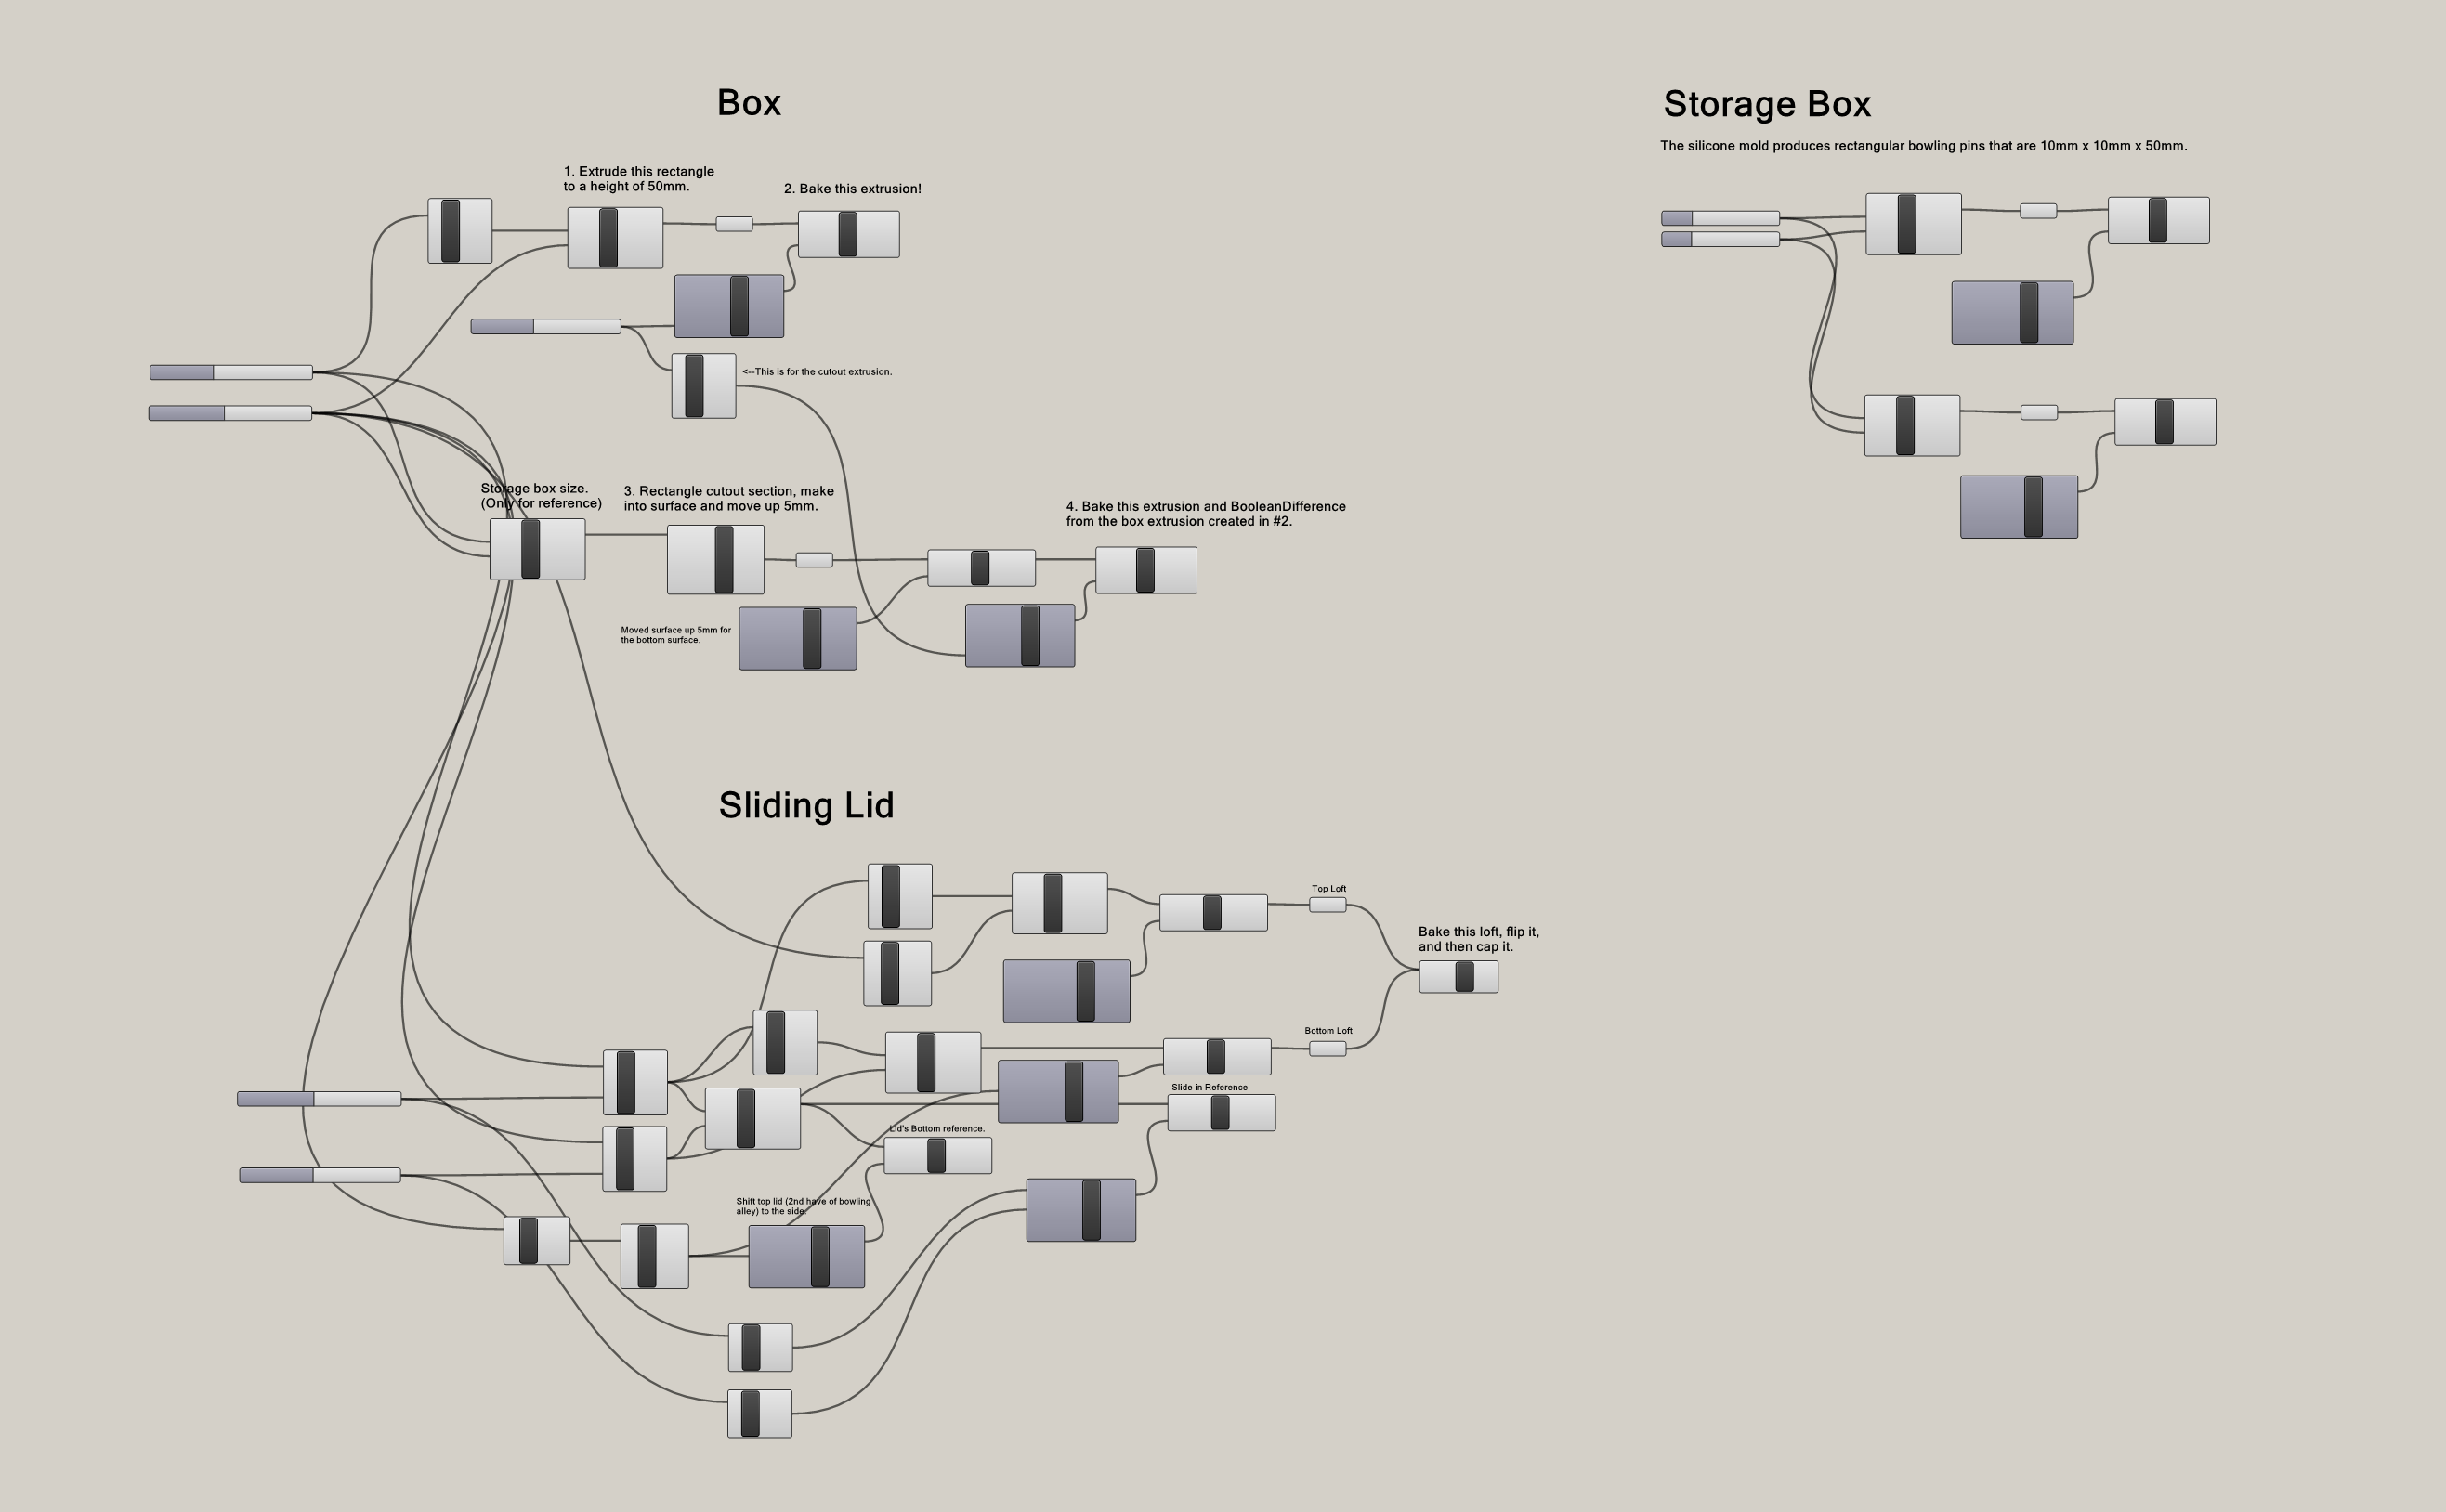 Box
1. Extrude this rectangle
to a height of 50mm.
2. Bake this extrusion!
<--This is for the cutout extrusion.
Storage box size.
(Only for reference)
3. Rectangle cutout section, make
into surface and move up 5mm.
4. Bake this extrusion and BooleanDifference
from the box extrusion created in #2.
Moved surface up 5mm for
the bottom surface.
Sliding Lid
Top Loft
Bake this loft, flip it,
and then cap it.
Bottom Loft
Slide in Reference
Lid's Bottom reference.
Shift top lid (2nd have of bowling
alley) to the side.
Storage Box
The silicone mold produces rectangular bowling pins that are 10mm x 10mm x 50mm.